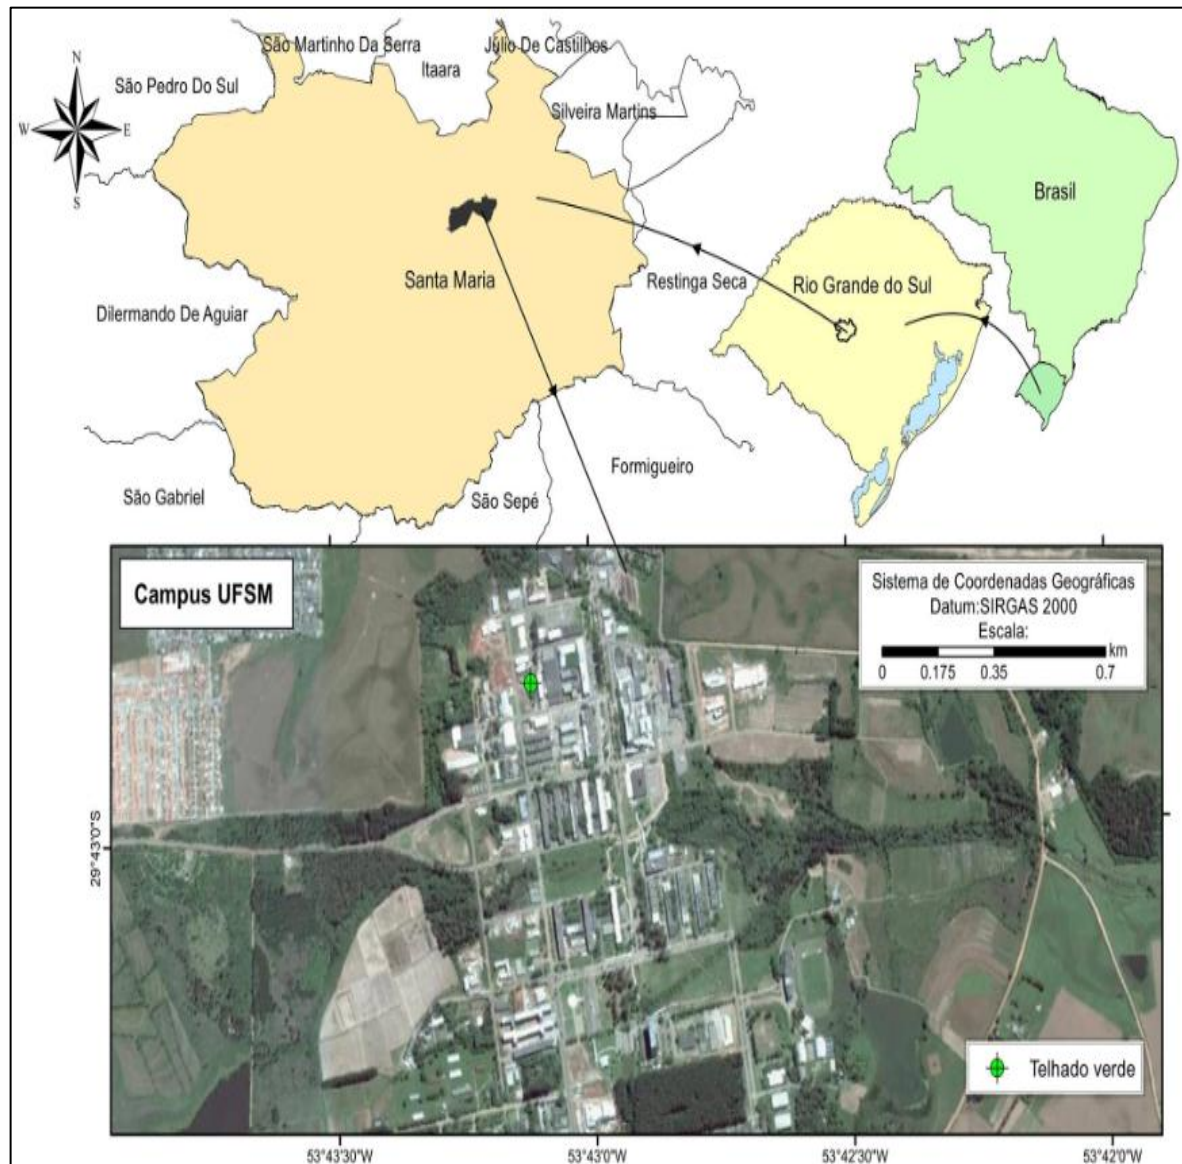 São Martinho Da Serra
Júlio De Castilhos
Itaara
São Pedro Do Sul
Silveira Martins
N
W
E
S
Brasil
Santa Maria
Restinga Seca
Rio Grande do Sul
Dilermando De Aguiar
Formigueiro
São Gabriel
São Sepé
Campus UFSM
Sistema de Coordenadas Geográficas
Datum:SIRGAS 2000
Escala:
km
0 0.175 0.35 0.7
29°43'0"S
Telhado verde
53°43'30"W 53°43'0"W 53°42'30"W 53°42'0"W